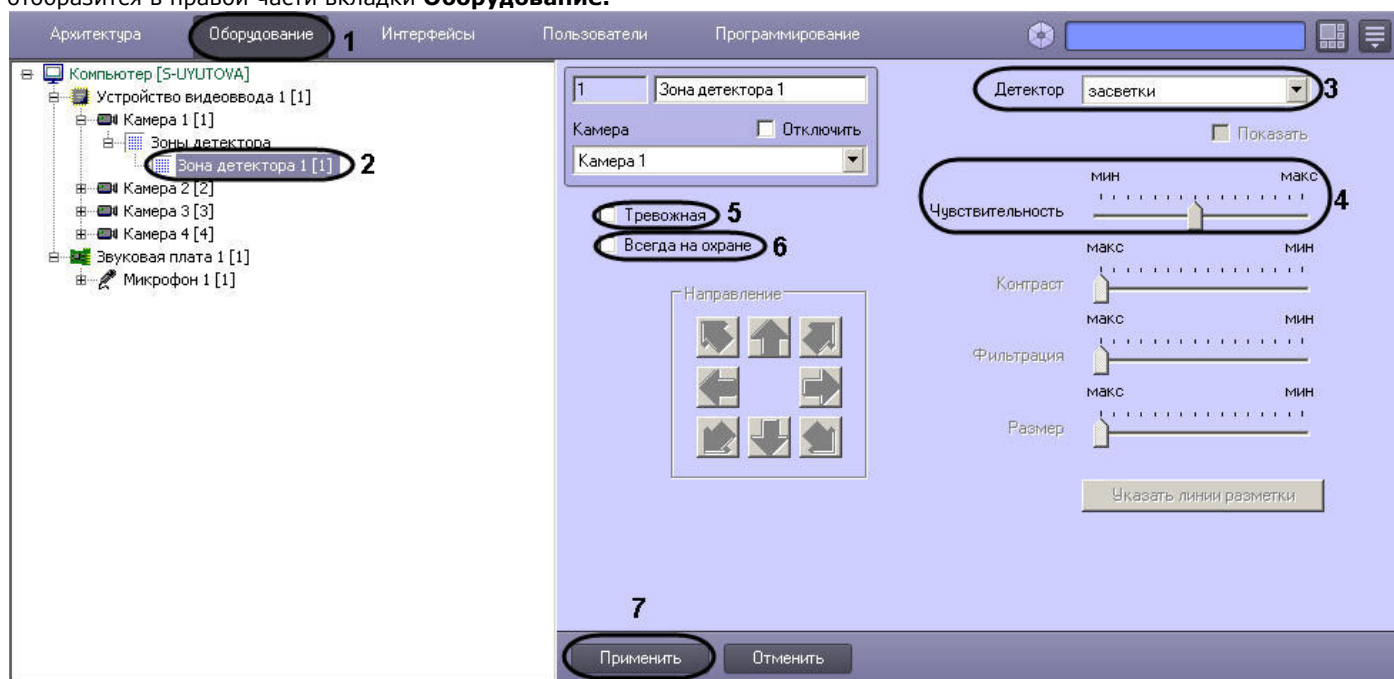 отобразится в правой части вкладки Оборудование.
Архитектура Оборудование 1 Интерфейсы Пользователи Программирование
Компьютер [S-UYUTOVA]
Устройство видеоввода 1 [1]
Камера 1 [1]
Зоны детектора
Зона детектора 1 [1] 2
Камера 2 [2]
Камера 3 [3]
Камера 4 [4]
Звуковая плата 1 [1]
Микрофон 1 [1]
1 Зона детектора 1
Камера Отключить
Камера 1
Тревожная 5
Всегда на охране 6
Направление
Детектор засветки 3
Показать
мин макс
Чувствительность 4
макс мин
Контраст
макс мин
Фильтрация
макс мин
Размер
Указать линии разметки
7
Применить Отменить